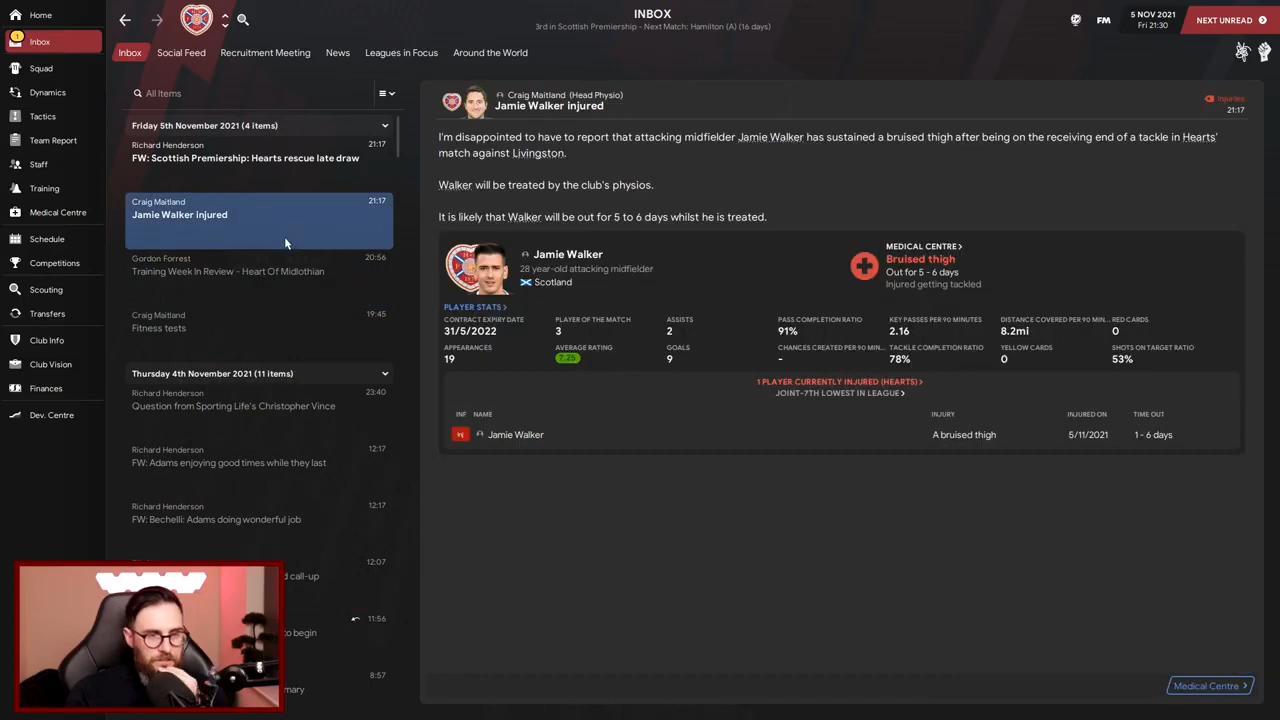 Home
1
Inbox
Squad
Dynamics
Tactics
Team Report
Staff
Training
Medical Centre
Schedule
Competitions
Scouting
Transfers
Club Info
Club Vision
Finances
Dev. Centre
INBOX
3rd in Scottish Premiership - Next Match: Hamilton (A) (16 days)
FM
5 NOV 2021
Fri 21:30
NEXT UNREAD
Inbox
Social Feed
Recruitment Meeting
News
Leagues in Focus
Around the World
All Items
Friday 5th November 2021 (4 items)
Richard Henderson 21:17
FW: Scottish Premiership: Hearts rescue late draw
Craig Maitland 21:17
Jamie Walker injured
Gordon Forrest 20:56
Training Week In Review - Heart Of Midlothian
Craig Maitland 19:45
Fitness tests
Thursday 4th November 2021 (11 items)
Richard Henderson 23:40
Question from Sporting Life's Christopher Vince
Richard Henderson 12:17
FW: Adams enjoying good times while they last
Richard Henderson 12:17
FW: Bechelli: Adams doing wonderful job
12:07
call-up
11:56
to begin
8:57
Craig Maitland (Head Physio)
Jamie Walker injured
Injuries
21:17
I'm disappointed to have to report that attacking midfielder Jamie Walker has sustained a bruised thigh after being on the receiving end of a tackle in Hearts'
match against Livingston.
Walker will be treated by the club's physios.
It is likely that Walker will be out for 5 to 6 days whilst he is treated.
Jamie Walker
28 year-old attacking midfielder
Scotland
MEDICAL CENTRE
Bruised thigh
Out for 5 - 6 days
Injured getting tackled
PLAYER STATS
CONTRACT EXPIRY DATE PLAYER OF THE MATCH ASSISTS PASS COMPLETION RATIO KEY PASSES PER 90 MINUTES DISTANCE COVERED PER 90 MIN... RED CARDS
31/5/2022 3 2 91% 2.16 8.2mi 0
APPEARANCES AVERAGE RATING GOALS CHANCES CREATED PER 90 MIN... TACKLE COMPLETION RATIO YELLOW CARDS SHOTS ON TARGET RATIO
19 7.25 9 - 78% 0 53%
1 PLAYER CURRENTLY INJURED (HEARTS)
JOINT-7TH LOWEST IN LEAGUE
INF NAME INJURY INJURED ON TIME OUT
Inj Jamie Walker A bruised thigh 5/11/2021 1 - 6 days
Medical Centre